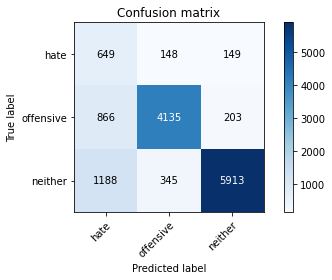 Confusion matrix
True label
hate 649 148 149
offensive 866 4135 203
neither 1188 345 5913
hate offensive neither
Predicted label
5000
4000
3000
2000
1000